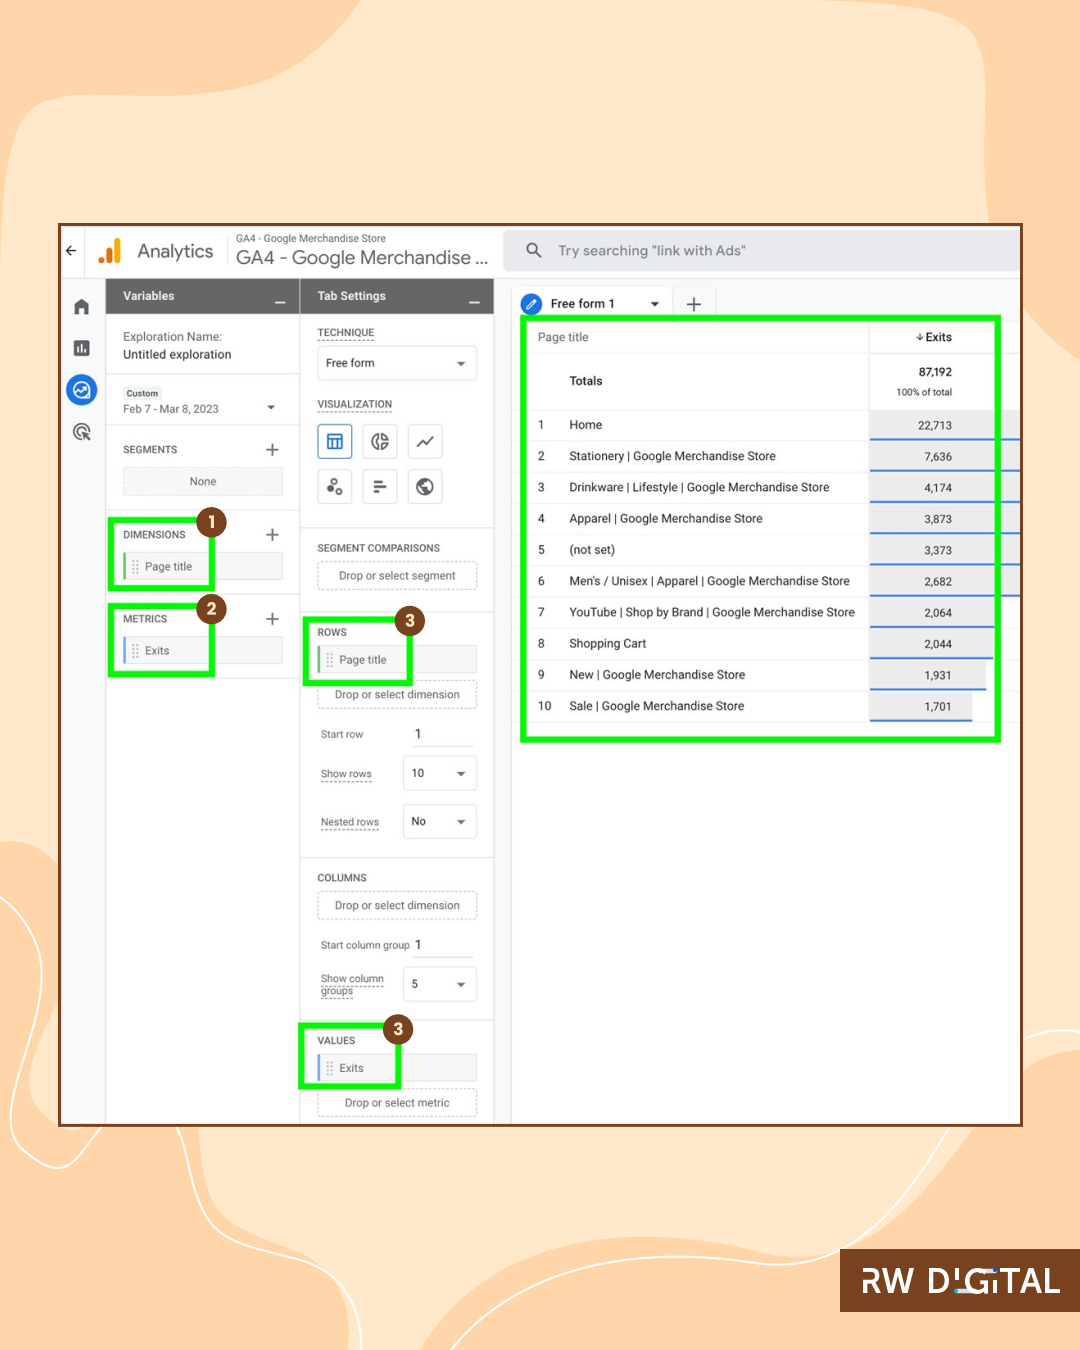 GA4 - Google Merchandise Store
Analytics
GA4 - Google Merchandise ...
Try searching "link with Ads"
Variables
Exploration Name:
Untitled exploration
Custom
Feb 7 - Mar 8, 2023
SEGMENTS
None
1
DIMENSIONS
Page title
2
METRICS
Exits
Tab Settings
TECHNIQUE
Free form
VISUALIZATION
SEGMENT COMPARISONS
Drop or select segment
3
ROWS
Page title
Drop or select dimension
Start row 1
Show rows 10
Nested rows No
COLUMNS
Drop or select dimension
Start column group 1
Show column
groups
5
3
VALUES
Exits
Drop or select metric
Free form 1
Page title ↓Exits
Totals 87,192
100% of total
1 Home 22,713
2 Stationery | Google Merchandise Store 7,636
3 Drinkware | Lifestyle | Google Merchandise Store 4,174
4 Apparel | Google Merchandise Store 3,873
5 (not set) 3,373
6 Men's / Unisex | Apparel | Google Merchandise Store 2,682
7 YouTube | Shop by Brand | Google Merchandise Store 2,064
8 Shopping Cart 2,044
9 New | Google Merchandise Store 1,931
10 Sale | Google Merchandise Store 1,701
RW DIGITAL